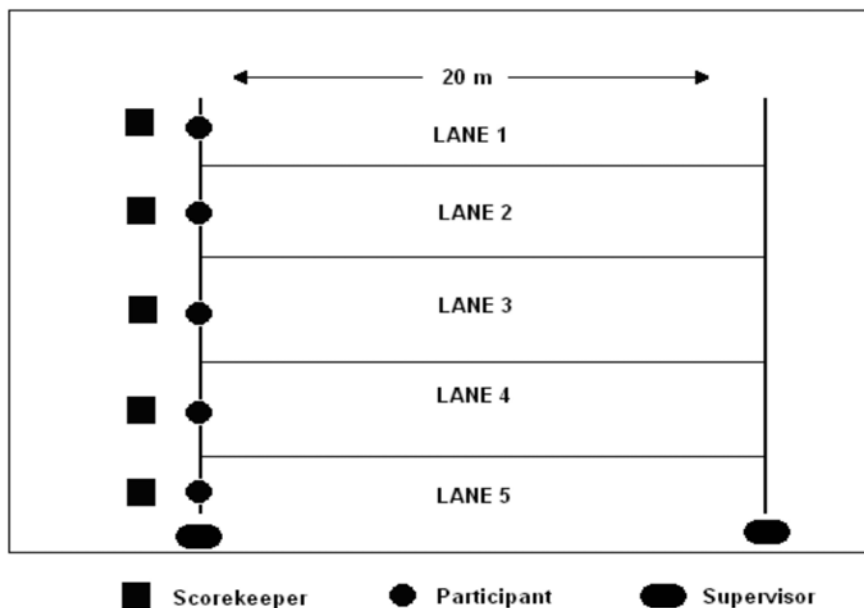 20 m
LANE 1
LANE 2
LANE 3
LANE 4
LANE 5
Scorekeeper Participant Supervisor